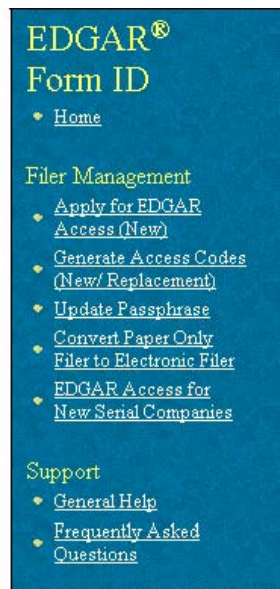 EDGAR®
Form ID
Home
Filer Management
Apply for EDGAR
Access (New)
Generate Access Codes
(New/ Replacement)
Update Passphrase
Convert Paper Only
Filer to Electronic Filer
EDGAR Access for
New Serial Companies
Support
General Help
Frequently Asked
Questions